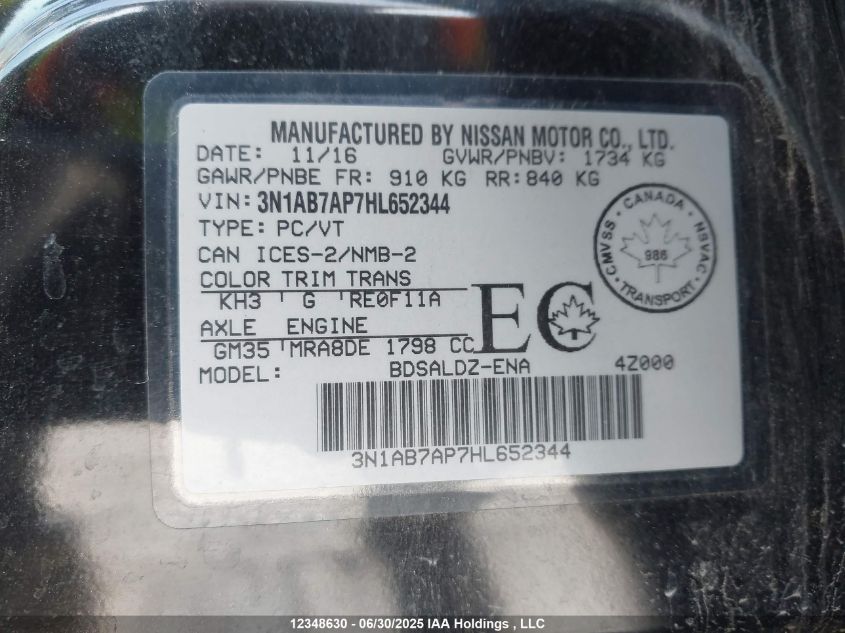 MANUFACTURED BY NISSAN MOTOR CO., LTD.
DATE: 11/16 GVWR/PNBV: 1734 KG
GAWR/PNBE FR: 910 KG RR: 840 KG
VIN: 3N1AB7AP7HL652344
TYPE: PC/VT
CAN ICES-2/NMB-2
COLOR TRIM TRANS
KH3 ' G ' RE0F11A
AXLE ENGINE
GM35 ' MRA8DE 1798 CC
MODEL: BDSALDZ-ENA 4Z000
3N1AB7AP7HL652344
EC
· CANADA ·
CMVSS
NSVAC
986
TRANSPORT
12348630 - 06/30/2025 IAA Holdings , LLC